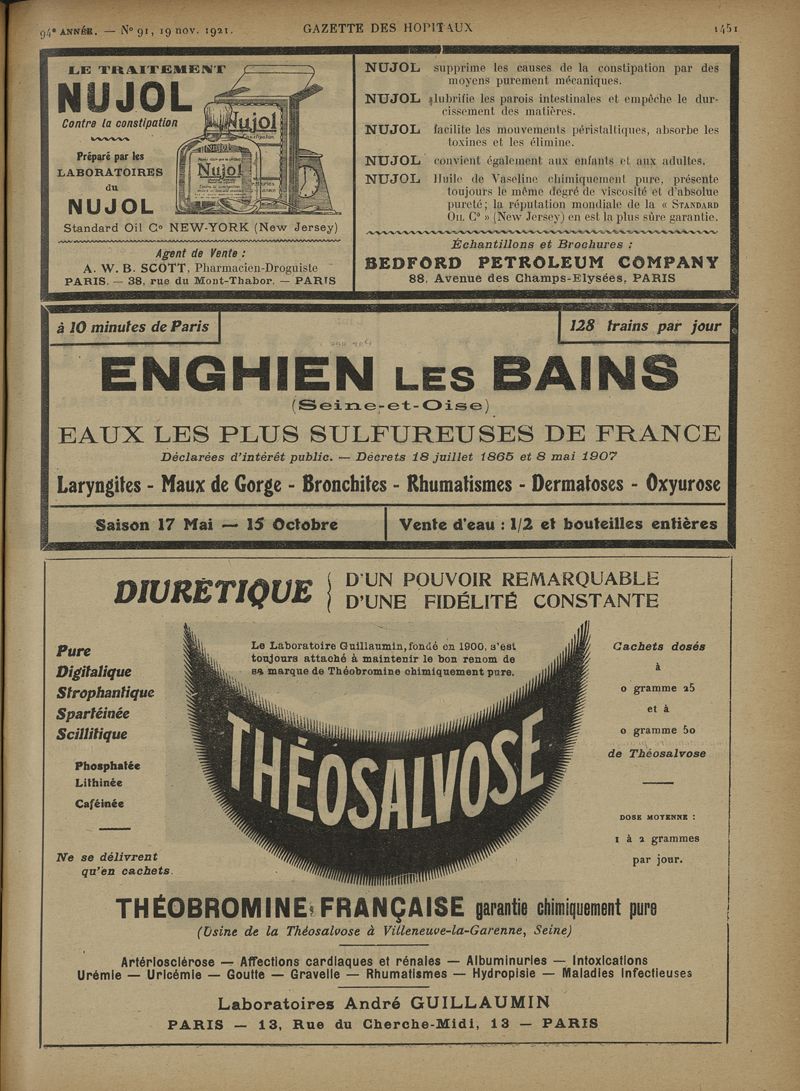 94e ANNÉE. — No 91, 19 nov. 1921.
GAZETTE DES HOPITAUX
1451
LE TRAITEMENT
NUJOL
Contre la constipation
Préparé par les
LABORATOIRES
du
NUJOL
Nujol
Nujol
Standard Oil Co NEW-YORK (New Jersey)
Agent de Vente :
A. W. B. SCOTT, Pharmacien-Droguiste
PARIS. — 38, rue du Mont-Thabor. — PARIS
NUJOL supprime les causes de la constipation par des
moyens purement mécaniques.
NUJOL lubrifie les parois intestinales et empêche le dur-
cissement des matières.
NUJOL facilite les mouvements péristaltiques, absorbe les
toxines et les élimine.
NUJOL convient également aux enfants et aux adultes.
NUJOL Huile de Vaseline chimiquement pure, présente
toujours le même dégré de viscosité et d'absolue
pureté; la réputation mondiale de la « STANDARD
OIL Co » (New Jersey) en est la plus sûre garantie.
Échantillons et Brochures :
BEDFORD PETROLEUM COMPANY
88, Avenue des Champs-Elysées, PARIS
à 10 minutes de Paris
128 trains par jour
ENGHIEN LES BAINS
(Seine-et-Oise)
EAUX LES PLUS SULFUREUSES DE FRANCE
Déclarées d'intérêt public. — Décrets 18 juillet 1865 et 8 mai 1907
Laryngites - Maux de Gorge - Bronchites - Rhumatismes - Dermatoses - Oxyurose
Saison 17 Mai — 15 Octobre
Vente d'eau : 1/2 et bouteilles entières
DIURÉTIQUE
D'UN POUVOIR REMARQUABLE
D'UNE FIDÉLITÉ CONSTANTE
Pure
Digitalique
Strophantique
Spartéinée
Scillitique
Phosphatée
Lithinée
Caféinée
Ne se délivrent
qu'en cachets.
Le Laboratoire Guillaumin, fondé en 1900, s'est
toujours attaché à maintenir le bon renom de
sa marque de Théobromine chimiquement pure.
THÉOSALVOSE
Cachets dosés
à
0 gramme 25
et à
0 gramme 50
de Théosalvose
DOSE MOYENNE :
1 à 2 grammes
par jour.
THÉOBROMINE FRANÇAISE garantie chimiquement pure
(Usine de la Théosalvose à Villeneuve-la-Garenne, Seine)
Artériosclérose — Affections cardiaques et rénales — Albuminuries — Intoxications
Urémie — Uricémie — Goutte — Gravelle — Rhumatismes — Hydropisie — Maladies infectieuses
Laboratoires André GUILLAUMIN
PARIS — 13, Rue du Cherche-Midi, 13 — PARIS